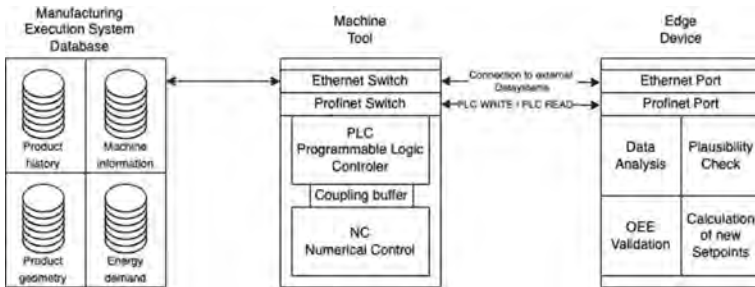 Manufacturing
Execution System
Database
Product
history
Machine
information
Product
geometry
Energy
demand
Machine
Tool
Ethernet Switch
Profinet Switch
PLC
Programmable Logic
Controler
Coupling buffer
NC
Numerical Control
Connection to external
Datasystems
PLC WRITE / PLC READ
Edge
Device
Ethernet Port
Profinet Port
Data
Analysis
Plausibility
Check
OEE
Validation
Calculation
of new
Setpoints